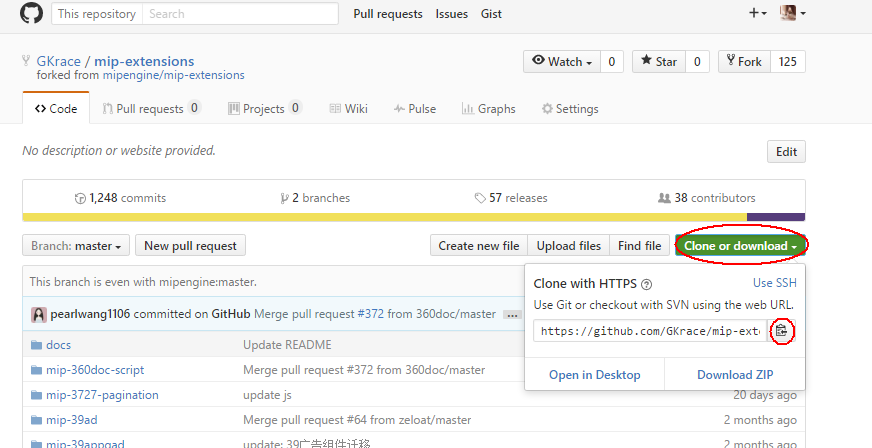 This repository Search Pull requests Issues Gist
GKrace / mip-extensions Watch 0 Star 0 Fork 125
forked from mipengine/mip-extensions
Code Pull requests 0 Projects 0 Wiki Pulse Graphs Settings
No description or website provided. Edit
1,248 commits 2 branches 57 releases 38 contributors
Branch: master New pull request Create new file Upload files Find file Clone or download
This branch is even with mipengine:master.
Clone with HTTPS Use SSH
Use Git or checkout with SVN using the web URL.
https://github.com/GKrace/mip-ext
Open in Desktop Download ZIP
pearlwang1106 committed on GitHub Merge pull request #372 from 360doc/master ...
docs Update README
mip-360doc-script Merge pull request #372 from 360doc/master
mip-3727-pagination update js 20 days ago
mip-39ad Merge pull request #64 from zeloat/master 2 months ago
mip-39appgad update: 39广告组件迁移 2 months ago